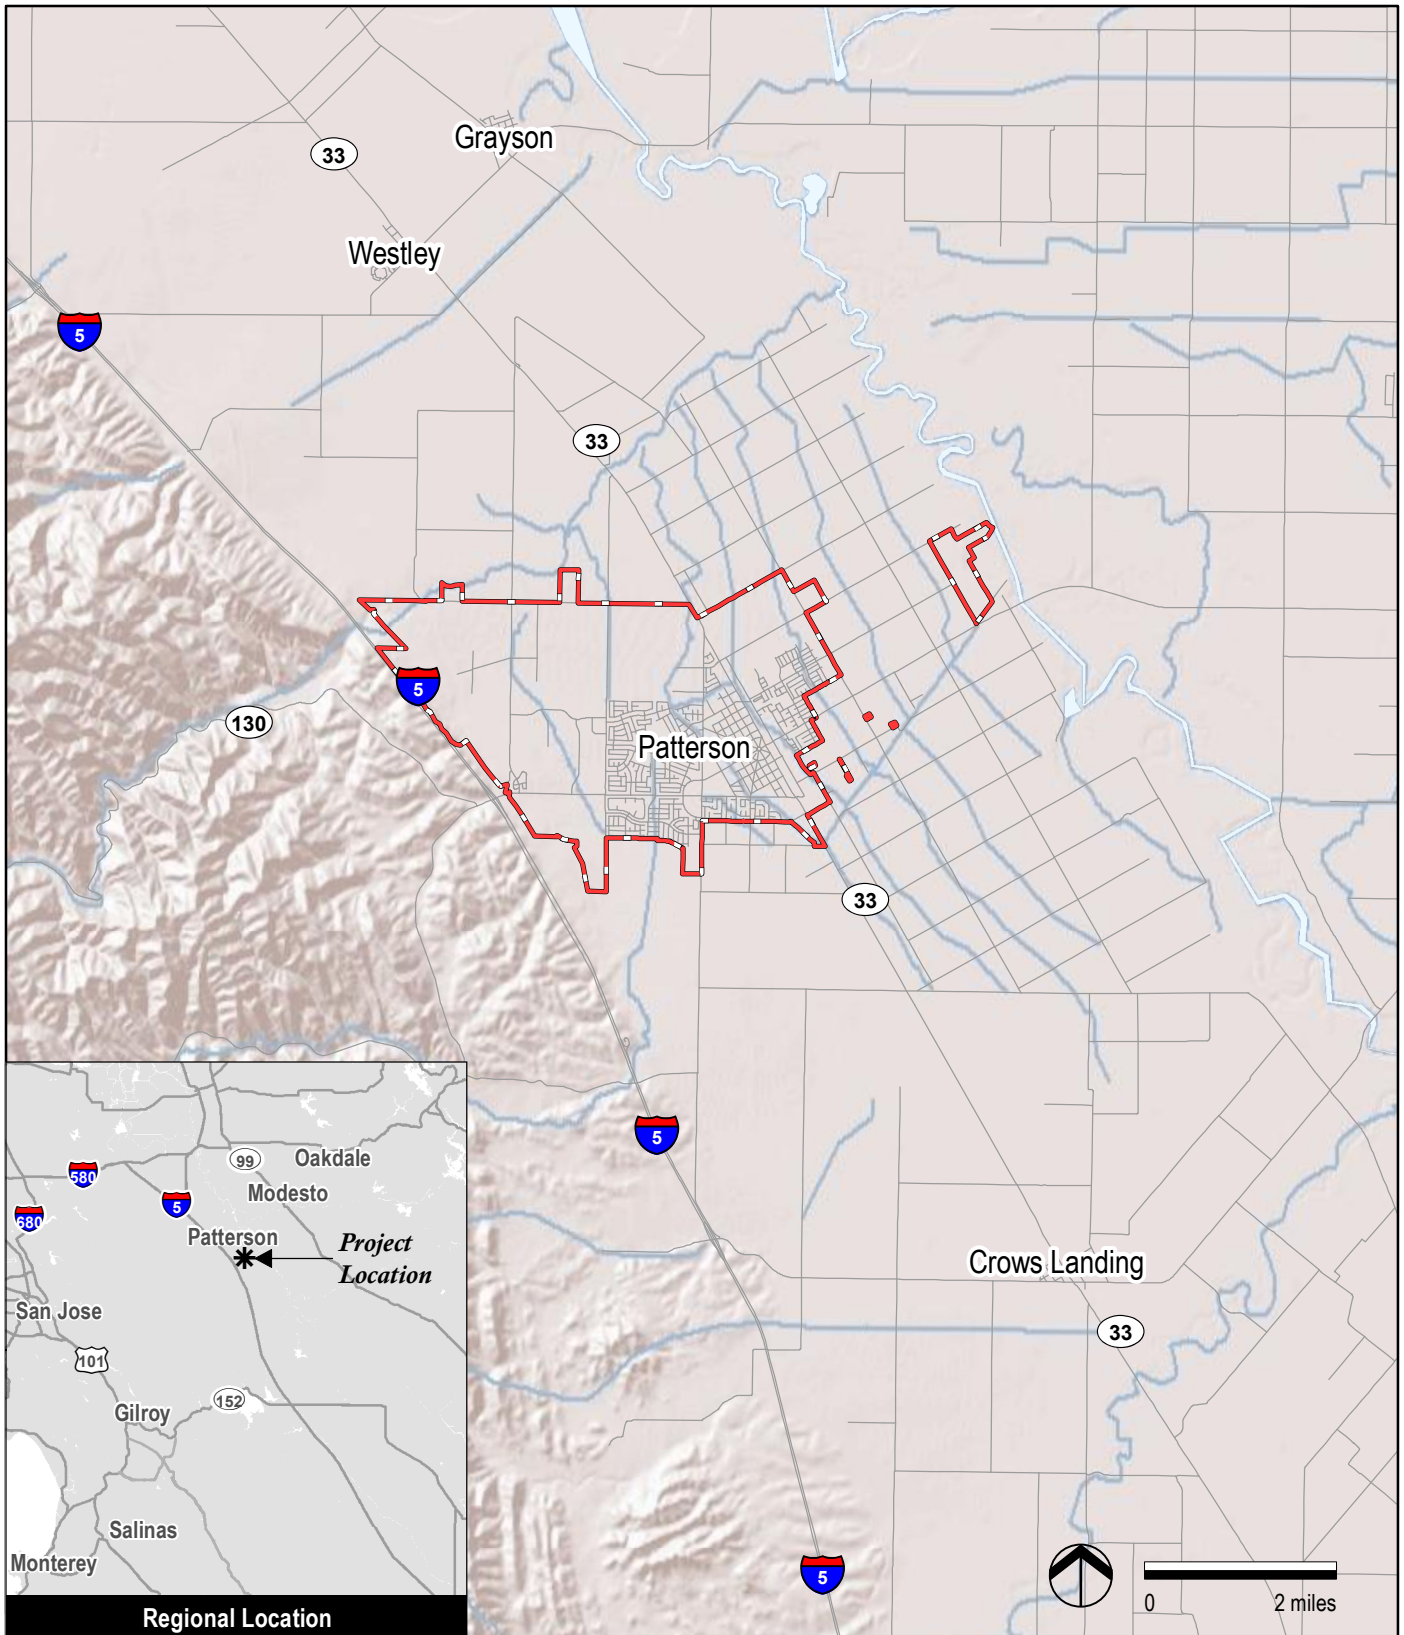 Grayson
33
Westley
5
33
5
130
Patterson
33
5
Crows Landing
33
5
0 2 miles
99
Oakdale
580
Modesto
5
680
Patterson
Project
Location
San Jose
101
152
Gilroy
Salinas
Monterey
Regional Location